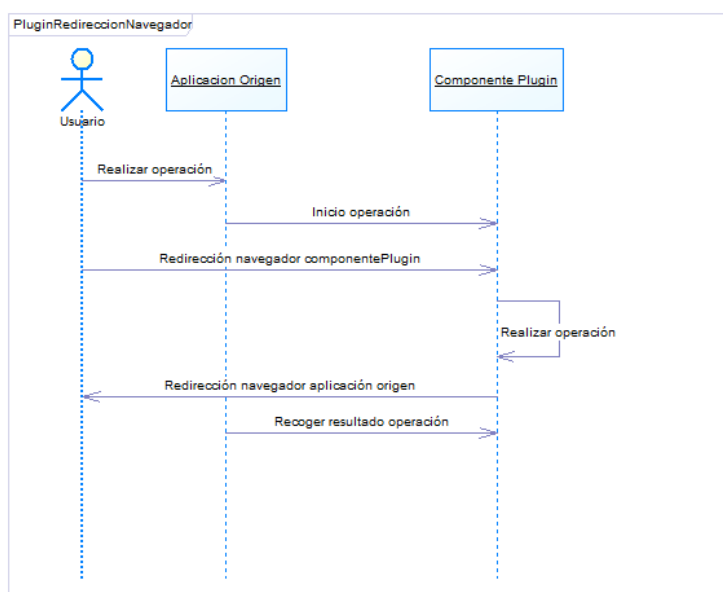 PluginRedireccionNavegador
Aplicacion Origen
Componente Plugin
Usuario
Realizar operación
Inicio operación
Redirección navegador componentePlugin
Realizar operación
Redirección navegador aplicación origen
Recoger resultado operación